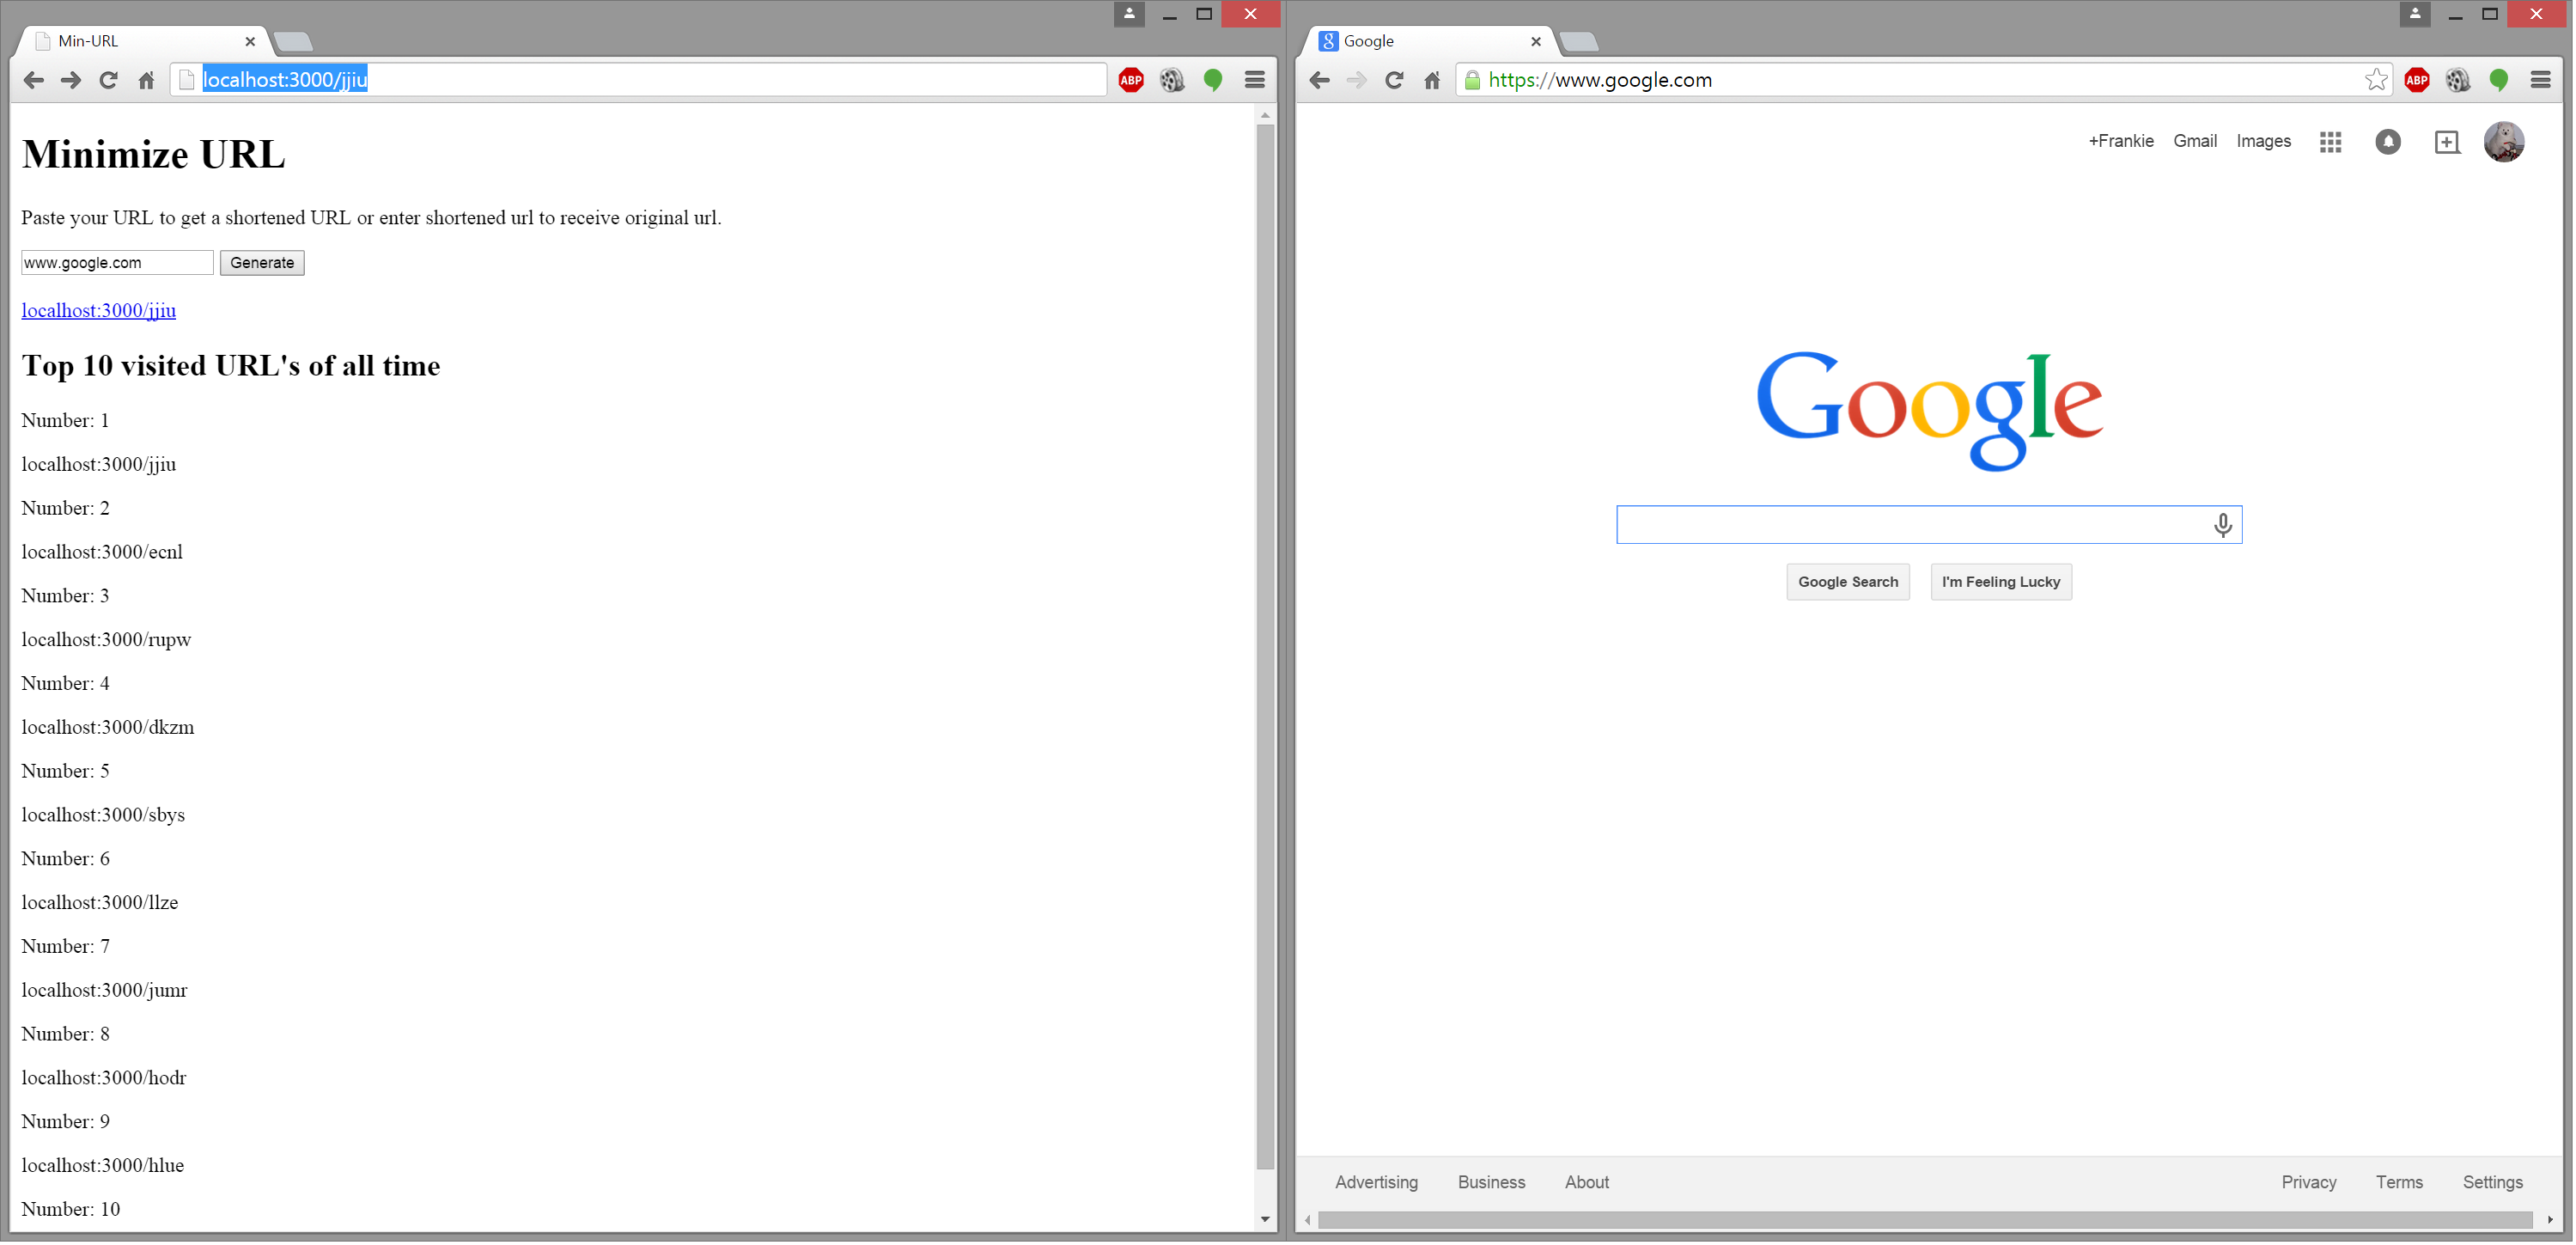 Min-URL
localhost:3000/jjiu
ABP
Minimize URL
Paste your URL to get a shortened URL or enter shortened url to receive original url.
www.google.com Generate
localhost:3000/jjiu
Top 10 visited URL's of all time
Number: 1
localhost:3000/jjiu
Number: 2
localhost:3000/ecnl
Number: 3
localhost:3000/rupw
Number: 4
localhost:3000/dkzm
Number: 5
localhost:3000/sbys
Number: 6
localhost:3000/llze
Number: 7
localhost:3000/jumr
Number: 8
localhost:3000/hodr
Number: 9
localhost:3000/hlue
Number: 10
8 Google
https://www.google.com
ABP
+Frankie Gmail Images
Google
Google Search I'm Feeling Lucky
Advertising Business About Privacy Terms Settings